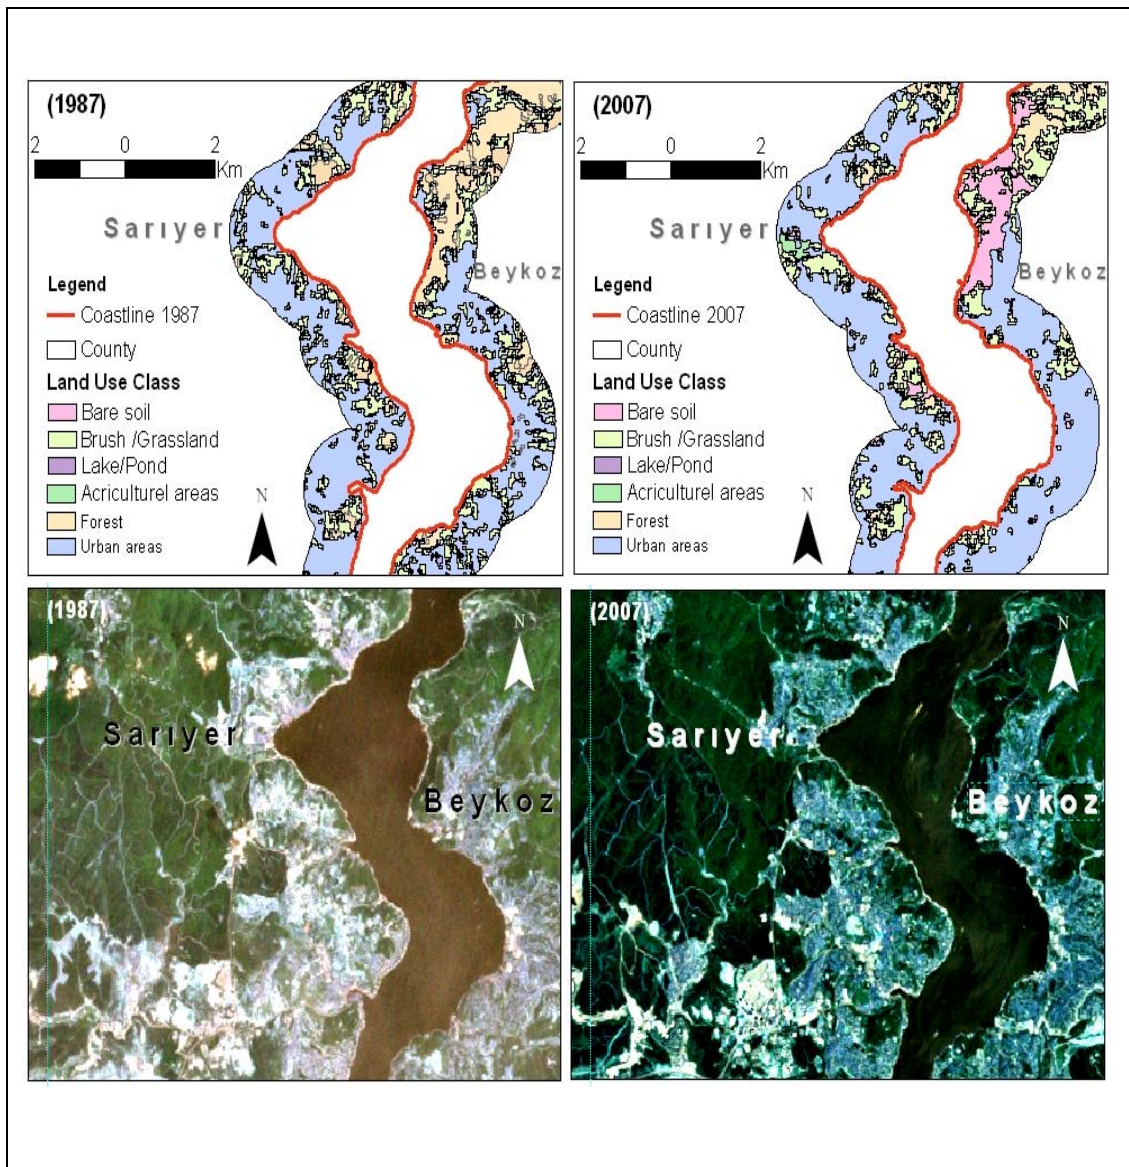 (1987)
2 0 2
Km
Sarıyer
Beykoz
Legend
Coastline 1987
County
Land Use Class
Bare soil
Brush /Grassland
Lake/Pond
Acriculturel areas
Forest
Urban areas
N
(2007)
2 0 2
Km
Sarıyer
Beykoz
Legend
Coastline 2007
County
Land Use Class
Bare soil
Brush /Grassland
Lake/Pond
Acriculturel areas
Forest
Urban areas
N
(1987)
N
Sarıyer
Beykoz
(2007)
N
Sarıyer
Beykoz